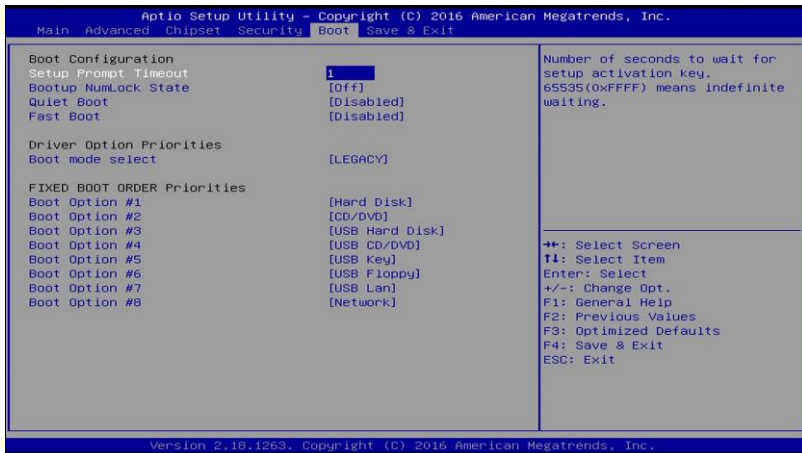 Aptio Setup Utility – Copyright (C) 2016 American Megatrends, Inc.
Main Advanced Chipset Security Boot Save & Exit
Boot Configuration
Setup Prompt Timeout 1
Bootup NumLock State [Off]
Quiet Boot [Disabled]
Fast Boot [Disabled]
Driver Option Priorities
Boot mode select [LEGACY]
FIXED BOOT ORDER Priorities
Boot Option #1 [Hard Disk]
Boot Option #2 [CD/DVD]
Boot Option #3 [USB Hard Disk]
Boot Option #4 [USB CD/DVD]
Boot Option #5 [USB Key]
Boot Option #6 [USB Floppy]
Boot Option #7 [USB Lan]
Boot Option #8 [Network]
Number of seconds to wait for
setup activation key.
65535(0xFFFF) means indefinite
waiting.
→←: Select Screen
↑↓: Select Item
Enter: Select
+/-: Change Opt.
F1: General Help
F2: Previous Values
F3: Optimized Defaults
F4: Save & Exit
ESC: Exit
Version 2.18.1263. Copyright (C) 2016 American Megatrends, Inc.